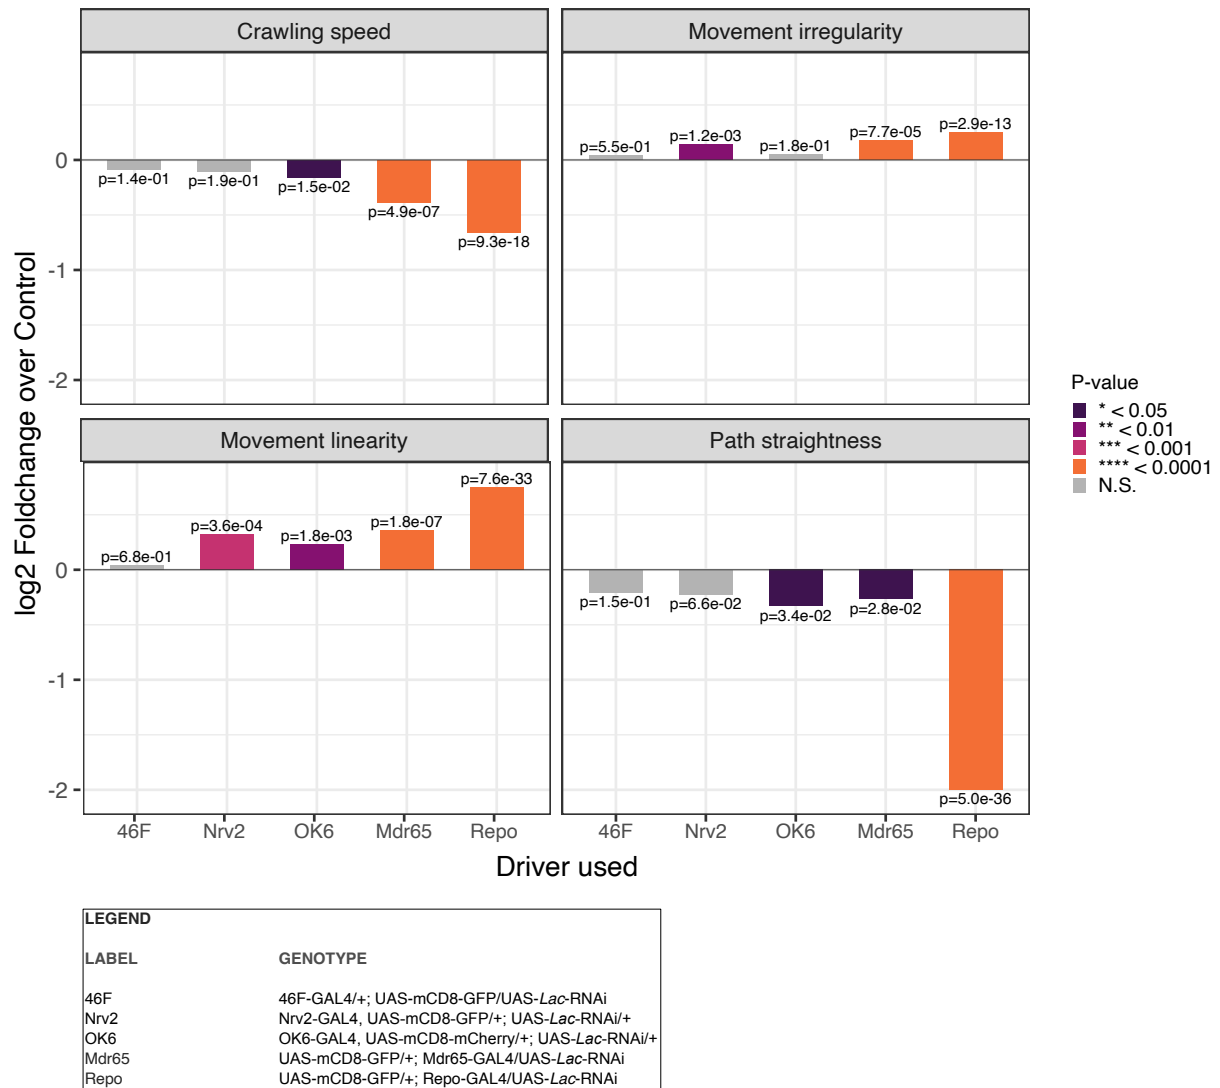 Crawling speed
Movement irregularity
0
-1
-2
p=1.4e-01
p=1.9e-01
p=1.5e-02
p=4.9e-07
p=9.3e-18
p=5.5e-01
p=1.2e-03
p=1.8e-01
p=7.7e-05
p=2.9e-13
log2 Foldchange over Control
Movement linearity
Path straightness
0
-1
-2
p=6.8e-01
p=3.6e-04
p=1.8e-03
p=1.8e-07
p=7.6e-33
p=1.5e-01
p=6.6e-02
p=3.4e-02
p=2.8e-02
p=5.0e-36
46F Nrv2 OK6 Mdr65 Repo
46F Nrv2 OK6 Mdr65 Repo
Driver used
P-value
* < 0.05
** < 0.01
*** < 0.001
**** < 0.0001
N.S.
LEGEND
LABEL GENOTYPE
46F 46F-GAL4/+; UAS-mCD8-GFP/UAS-Lac-RNAi
Nrv2 Nrv2-GAL4, UAS-mCD8-GFP/+; UAS-Lac-RNAi/+
OK6 OK6-GAL4, UAS-mCD8-mCherry/+; UAS-Lac-RNAi/+
Mdr65 UAS-mCD8-GFP/+; Mdr65-GAL4/UAS-Lac-RNAi
Repo UAS-mCD8-GFP/+; Repo-GAL4/UAS-Lac-RNAi